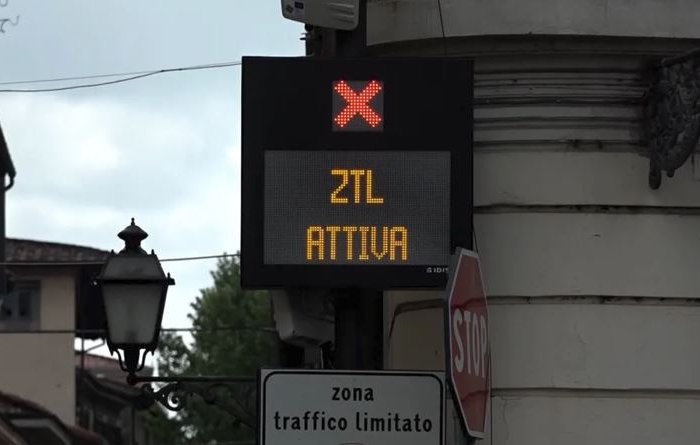 ZTL
ATTIVA
STOP
zona
traffico limitato